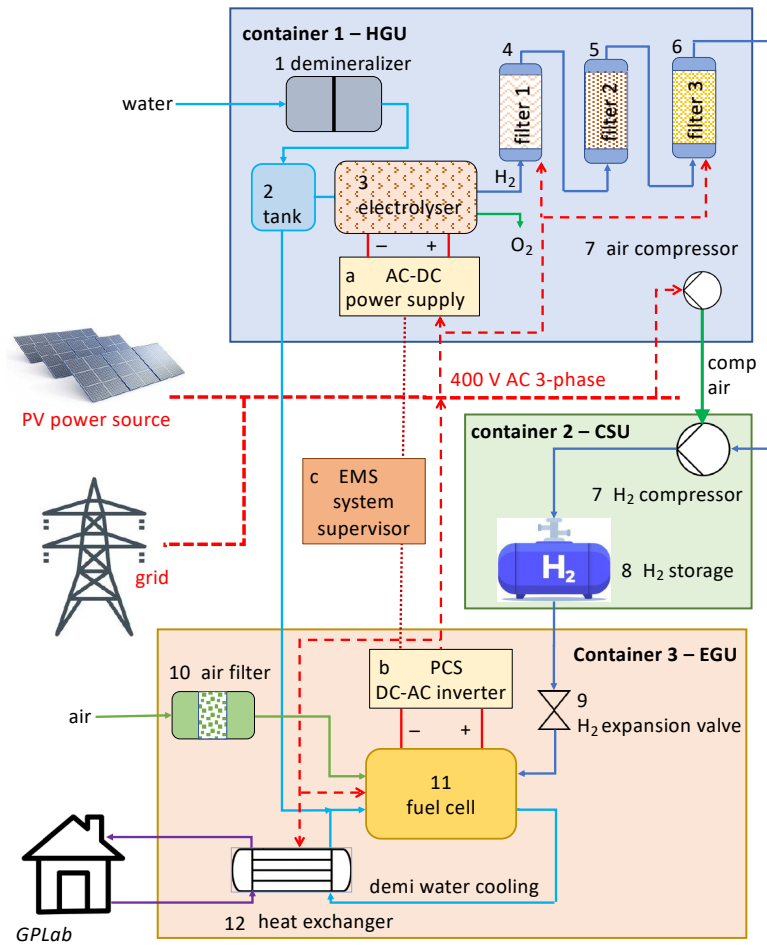 container 1 – HGU
1 demineralizer
water
4
5
6
filter 1
filter 2
filter 3
2
tank
3
electrolyser
H2
O2
– +
a AC-DC
power supply
7 air compressor
400 V AC 3-phase
comp
air
PV power source
grid
container 2 – CSU
7 H2 compressor
H2
8 H2 storage
c EMS
system
supervisor
Container 3 – EGU
10 air filter
air
b PCS
DC-AC inverter
– +
9
H2 expansion valve
11
fuel cell
demi water cooling
12 heat exchanger
GPLab